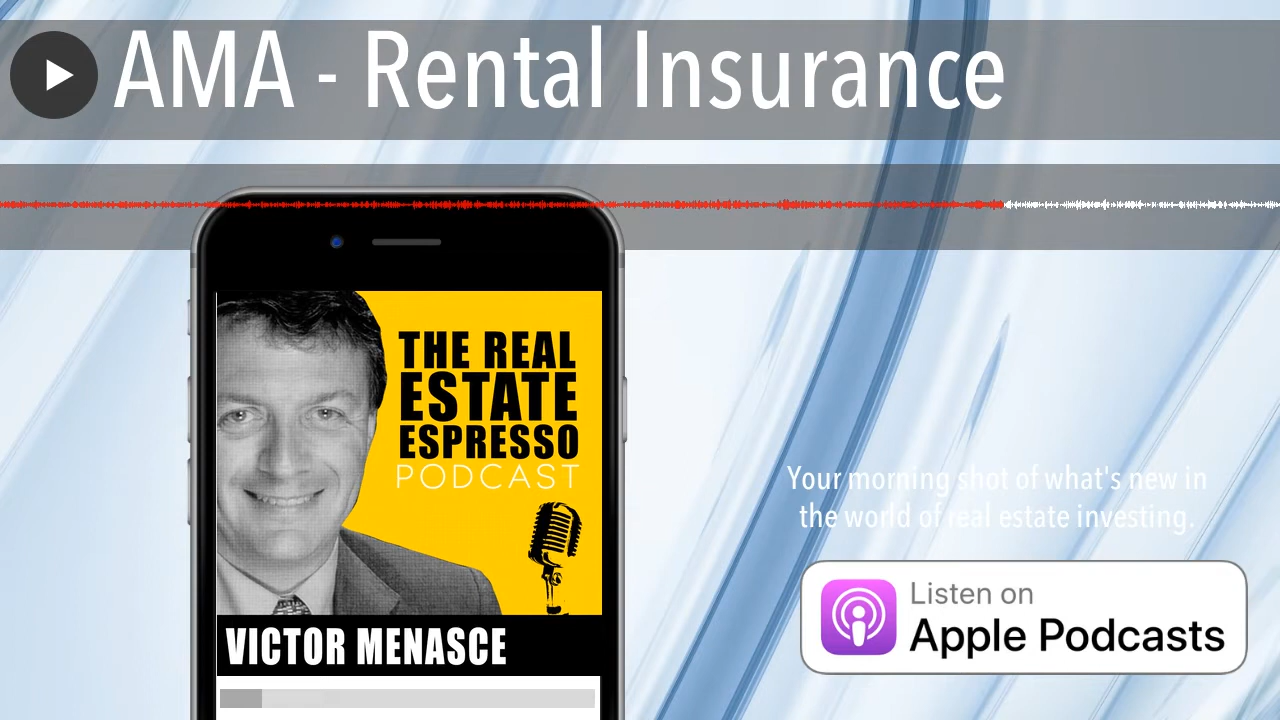 AMA - Rental Insurance
THE REAL
ESTATE
ESPRESSO
PODCAST
VICTOR MENASCE
Your morning shot of what's new in
the world of real estate investing.
Listen on
Apple Podcasts